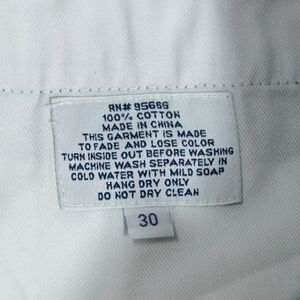 RN# 95686
100% COTTON
MADE IN CHINA
THIS GARMENT IS MADE
TO FADE AND LOSE COLOR
TURN INSIDE OUT BEFORE WASHING
MACHINE WASH SEPARATELY IN
COLD WATER WITH MILD SOAP
HANG DRY ONLY
DO NOT DRY CLEAN
30